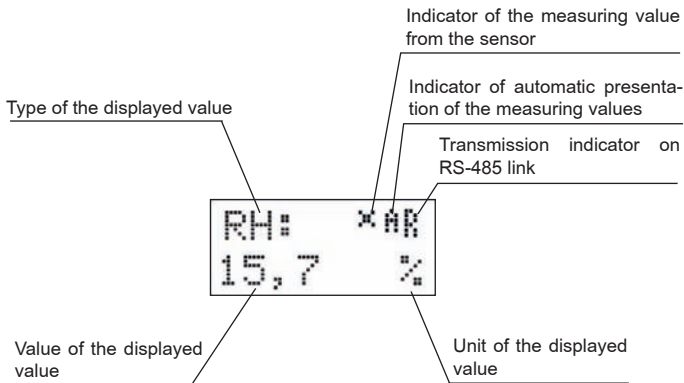 Indicator of the measuring value
from the sensor
Indicator of automatic presenta-
tion of the measuring values
Type of the displayed value
Transmission indicator on
RS-485 link
RH: ×AR
15,7 %
Value of the displayed
value
Unit of the displayed
value